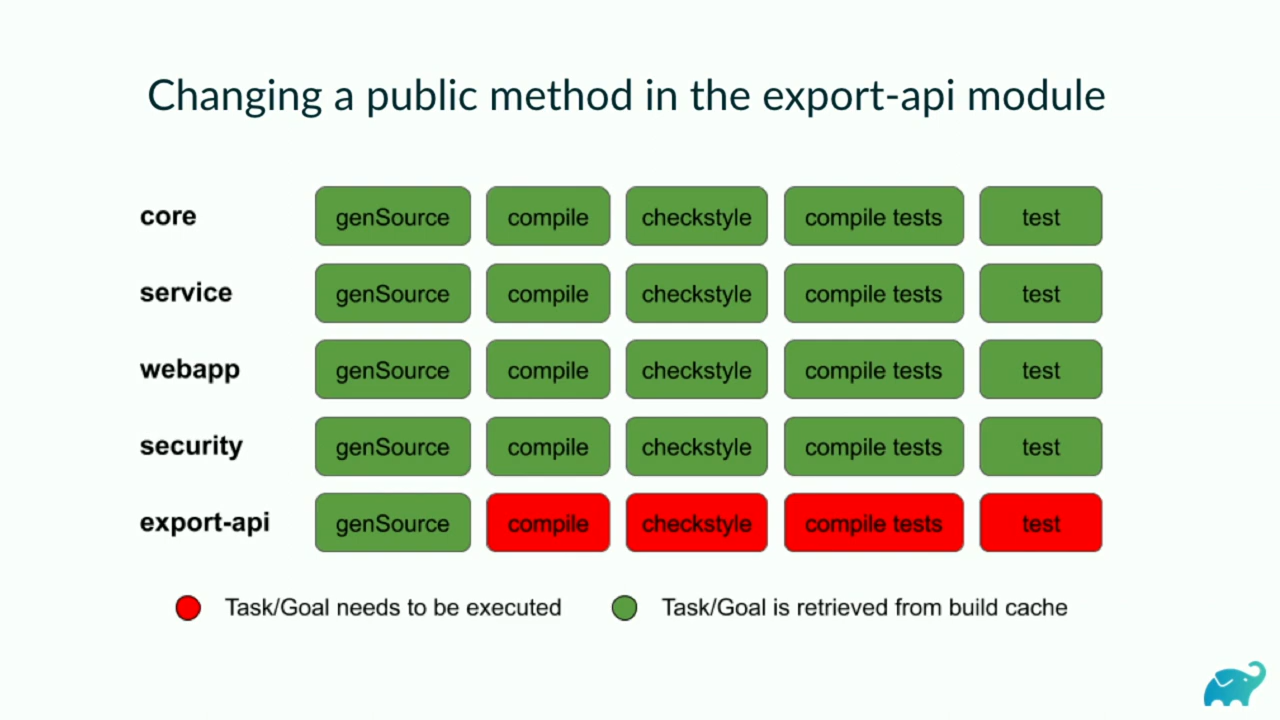 Changing a public method in the export-api module
core genSource compile checkstyle compile tests test
service genSource compile checkstyle compile tests test
webapp genSource compile checkstyle compile tests test
security genSource compile checkstyle compile tests test
export-api genSource compile checkstyle compile tests test
Task/Goal needs to be executed Task/Goal is retrieved from build cache